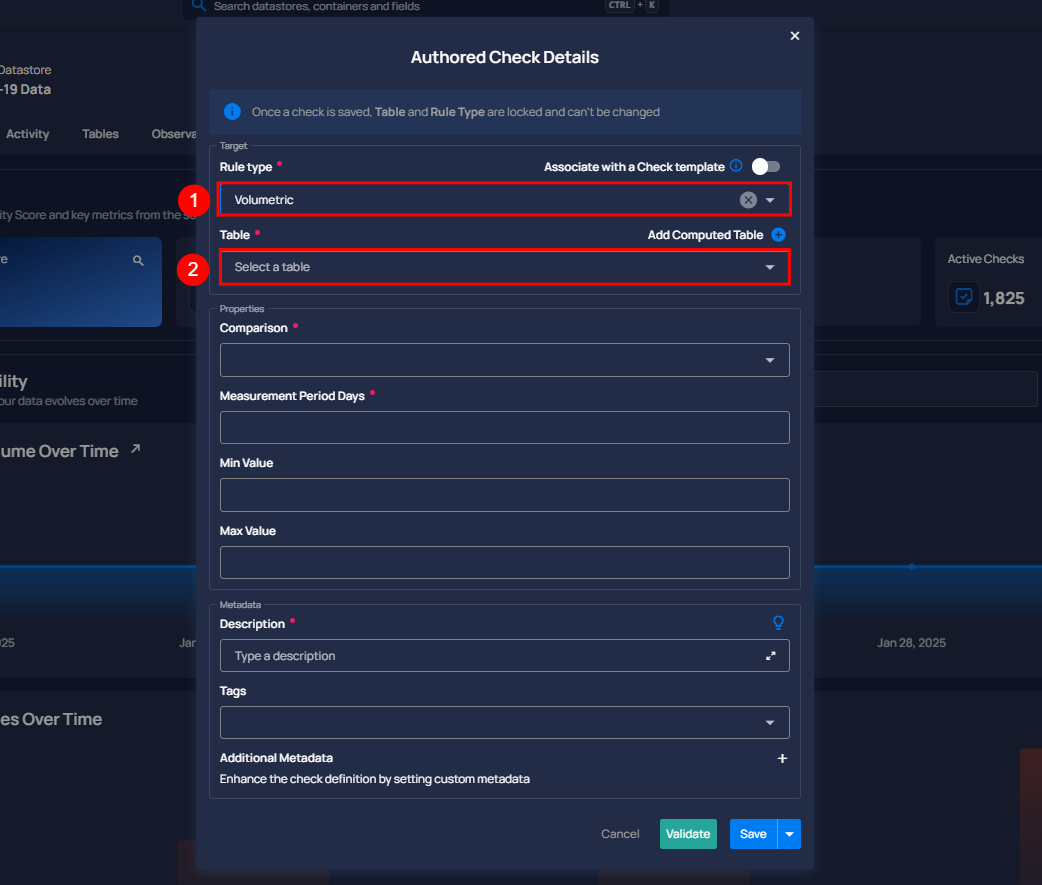 Search datastores, containers and fields CTRL + K
Authored Check Details
Datastore
-19 Data
Once a check is saved, Table and Rule Type are locked and can't be changed
Activity Tables Observa
Target
Rule type * Associate with a Check template
1 Volumetric
ity Score and key metrics from the
Table * Add Computed Table
2 Select a table
Active Checks
1,825
Properties
Comparison *
ility
our data evolves over time
Measurement Period Days *
ume Over Time
Min Value
Max Value
Metadata
Description *
025 Jan Jan 28, 2025
Type a description
Tags
es Over Time
Additional Metadata
Enhance the check definition by setting custom metadata
Cancel Validate Save